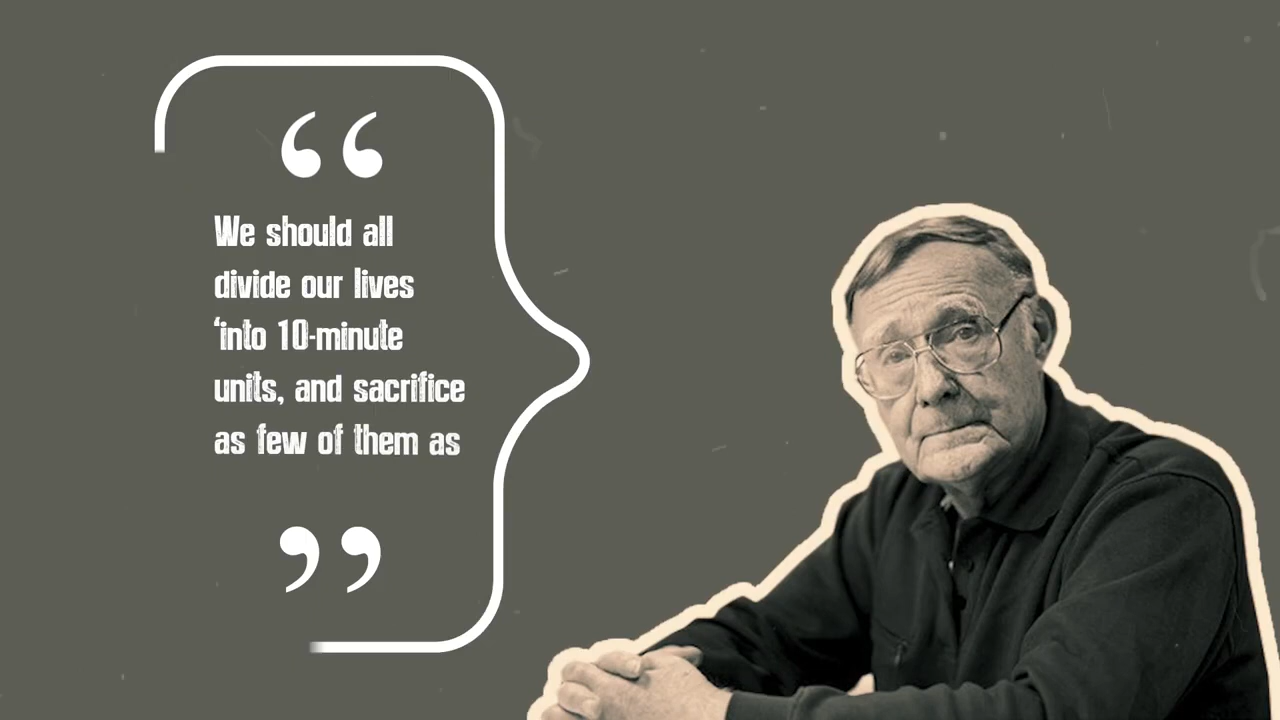 “
We should all
divide our lives
‘into 10-minute
units, and sacrifice
as few of them as
”